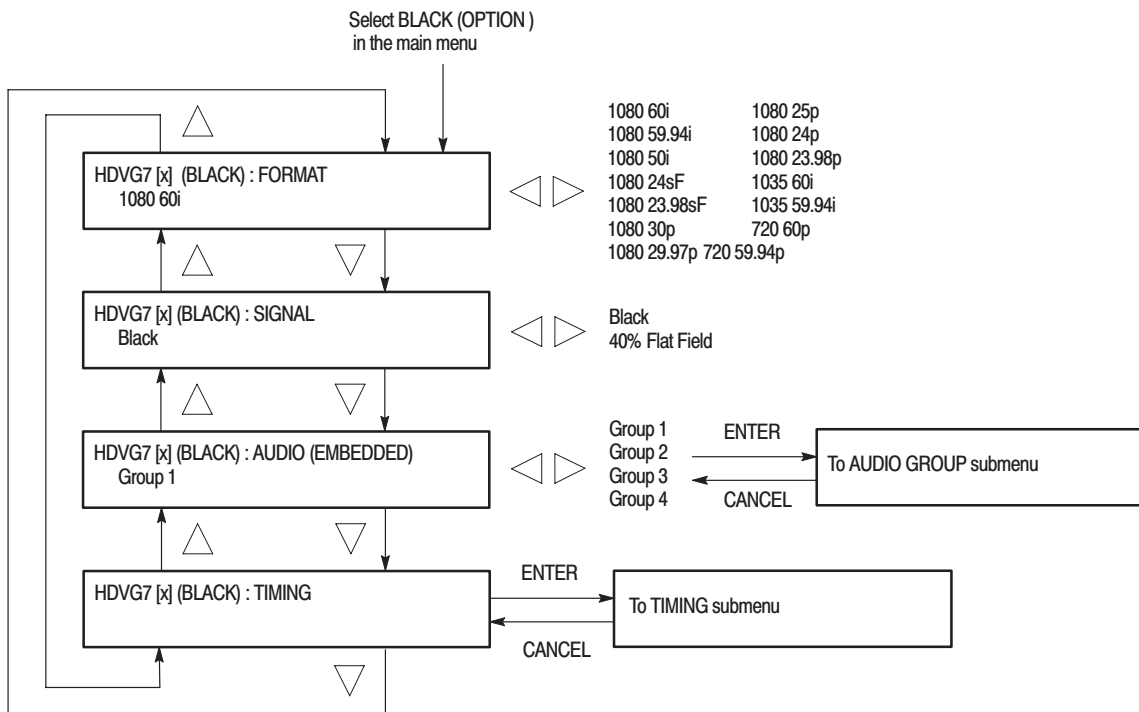 Select BLACK (OPTION )
in the main menu
HDVG7 [x] (BLACK) : FORMAT
1080 60i
1080 60i 1080 25p
1080 59.94i 1080 24p
1080 50i 1080 23.98p
1080 24sF 1035 60i
1080 23.98sF 1035 59.94i
1080 30p 720 60p
1080 29.97p 720 59.94p
HDVG7 [x] (BLACK) : SIGNAL
Black
Black
40% Flat Field
HDVG7 [x] (BLACK) : AUDIO (EMBEDDED)
Group 1
Group 1
Group 2
Group 3
Group 4
ENTER
CANCEL
To AUDIO GROUP submenu
HDVG7 [x] (BLACK) : TIMING
ENTER
CANCEL
To TIMING submenu